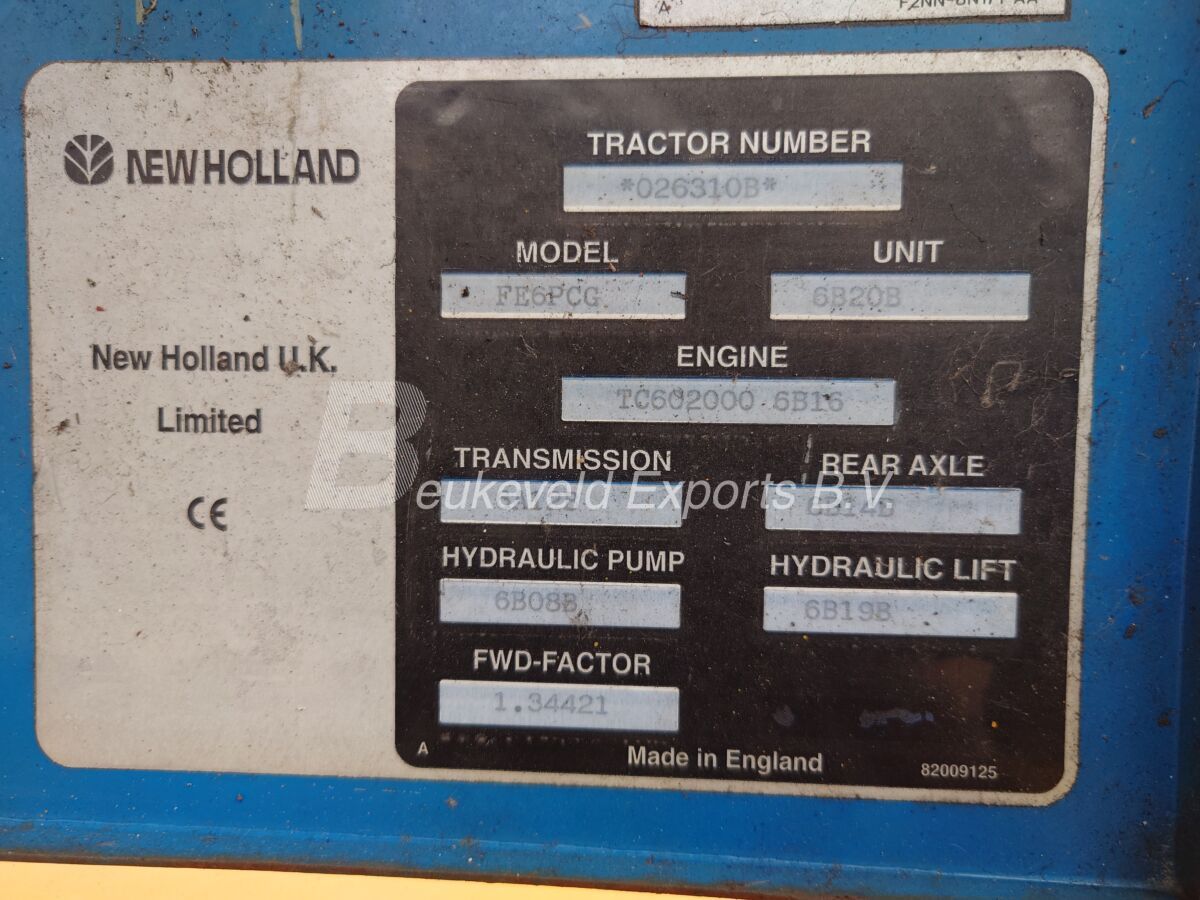 A
NEW HOLLAND
New Holland U.K.
Limited
CE
TRACTOR NUMBER
*026310B*
MODEL
UNIT
FE6PCG
6B20B
ENGINE
TC602000 6B16
TRANSMISSION
REAR AXLE
Beukeveld Exports B.V.
HYDRAULIC PUMP
HYDRAULIC LIFT
6B08B
6B19B
FWD-FACTOR
1.34421
A
Made in England
82009125